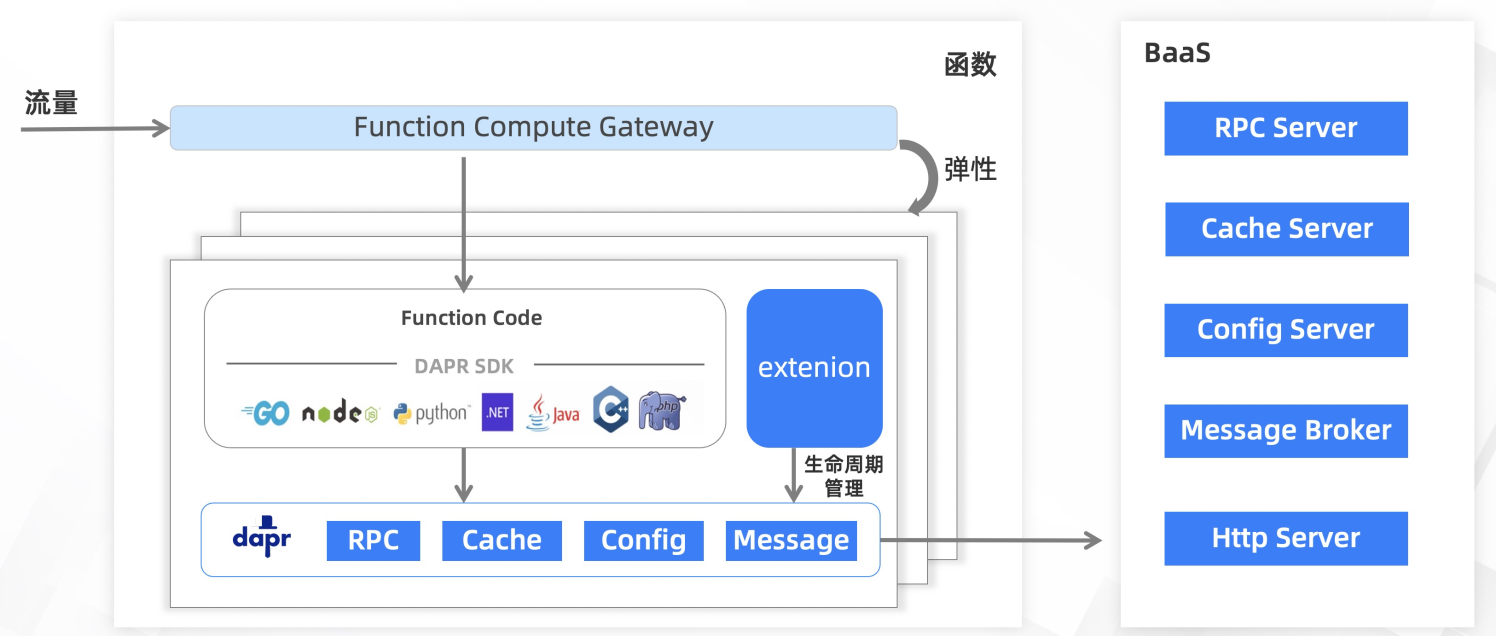 流量
函数
Function Compute Gateway
弹性
Function Code
DAPR SDK
GO node JS python .NET Java C++ php
extenion
生命周期
管理
dapr RPC Cache Config Message
BaaS
RPC Server
Cache Server
Config Server
Message Broker
Http Server